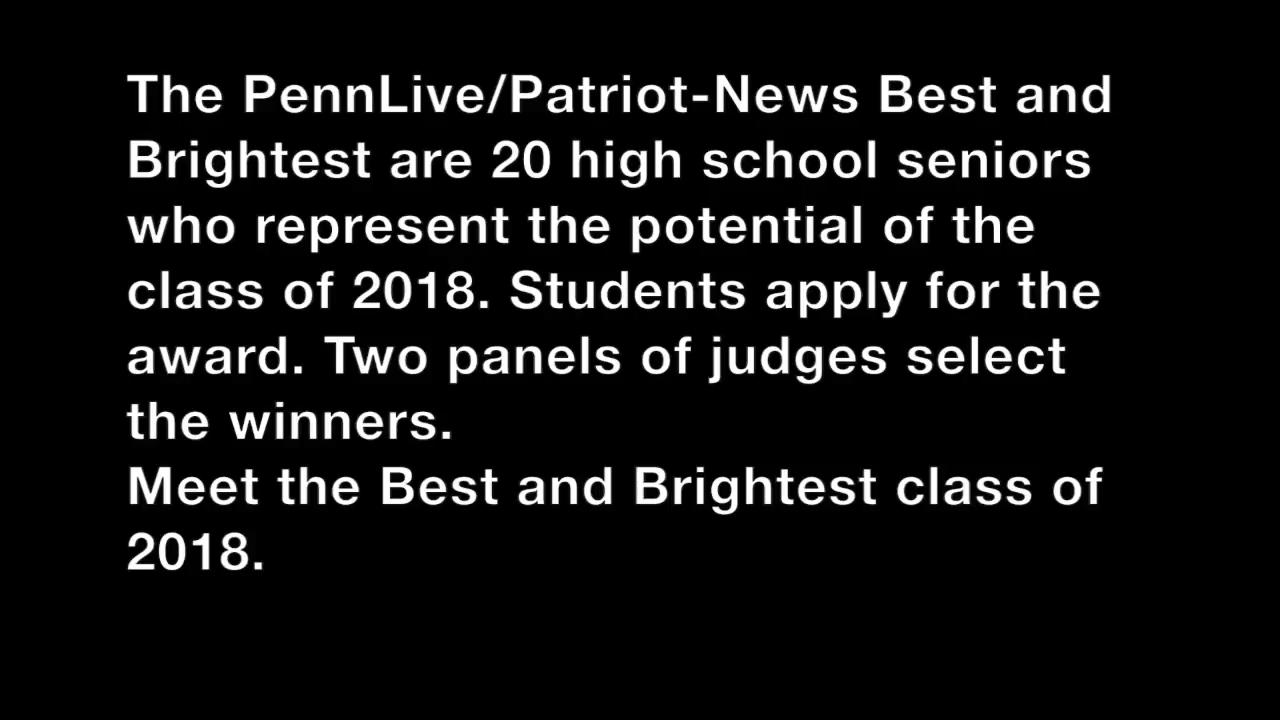 The PennLive/Patriot-News Best and
Brightest are 20 high school seniors
who represent the potential of the
class of 2018. Students apply for the
award. Two panels of judges select
the winners.
Meet the Best and Brightest class of
2018.